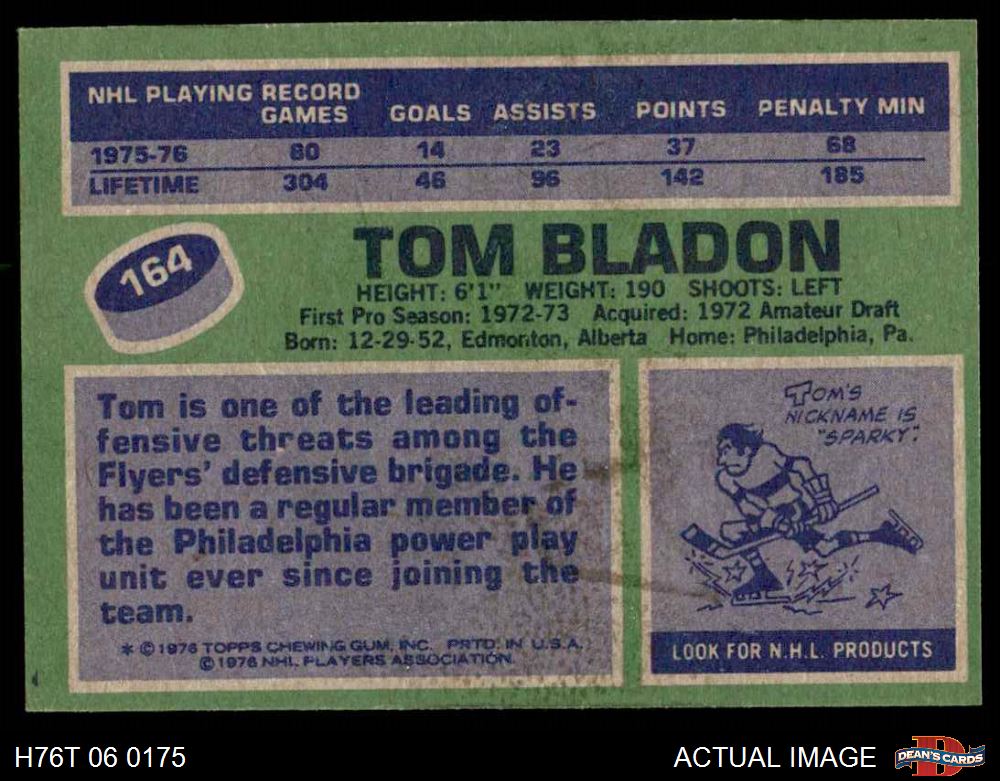 NHL PLAYING RECORD
GAMES GOALS ASSISTS POINTS PENALTY MIN
1975-76 80 14 23 37 68
LIFETIME 304 46 96 142 185
164
TOM BLADON
HEIGHT: 6'1" WEIGHT: 190 SHOOTS: LEFT
First Pro Season: 1972-73 Acquired: 1972 Amateur Draft
Born: 12-29-52, Edmonton, Alberta Home: Philadelphia, Pa.
Tom is one of the leading of-
fensive threats among the
Flyers' defensive brigade. He
has been a regular member of
the Philadelphia power play
unit ever since joining the
team.
* © 1976 TOPPS CHEWING GUM, INC. PRTD. IN U.S.A.
© 1976 NHL PLAYERS ASSOCIATION.
TOM'S
NICKNAME IS
"SPARKY".
LOOK FOR N.H.L. PRODUCTS
H76T 06 0175
ACTUAL IMAGE
D
DEAN'S CARDS